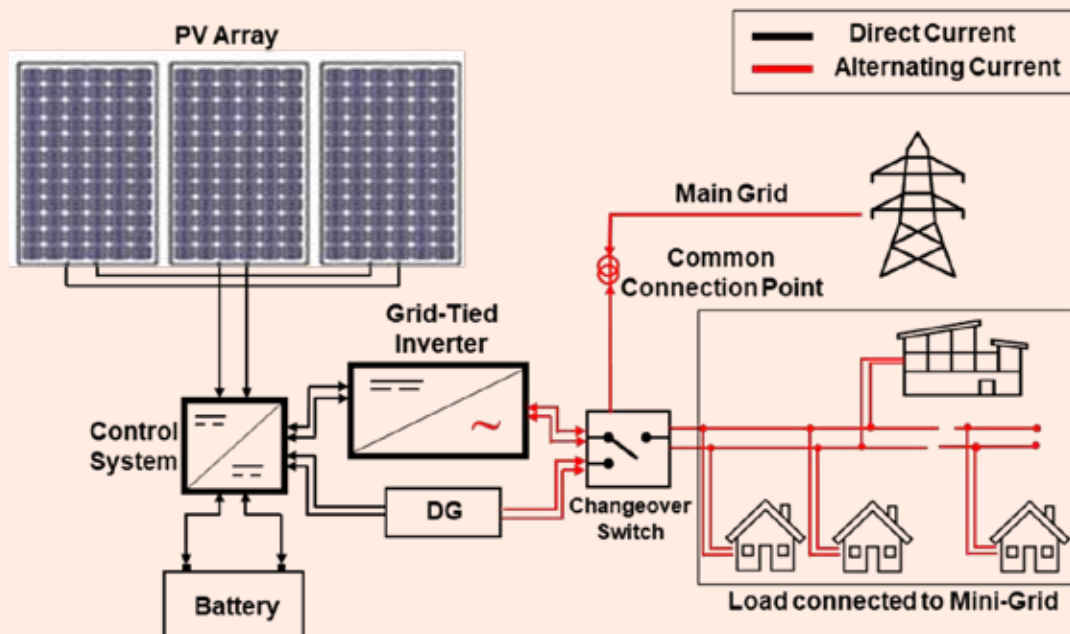 PV Array
Direct Current
Alternating Current
Main Grid
Common
Connection Point
Grid-Tied
Inverter
Control
System
DG
Changeover
Switch
Battery
Load connected to Mini-Grid